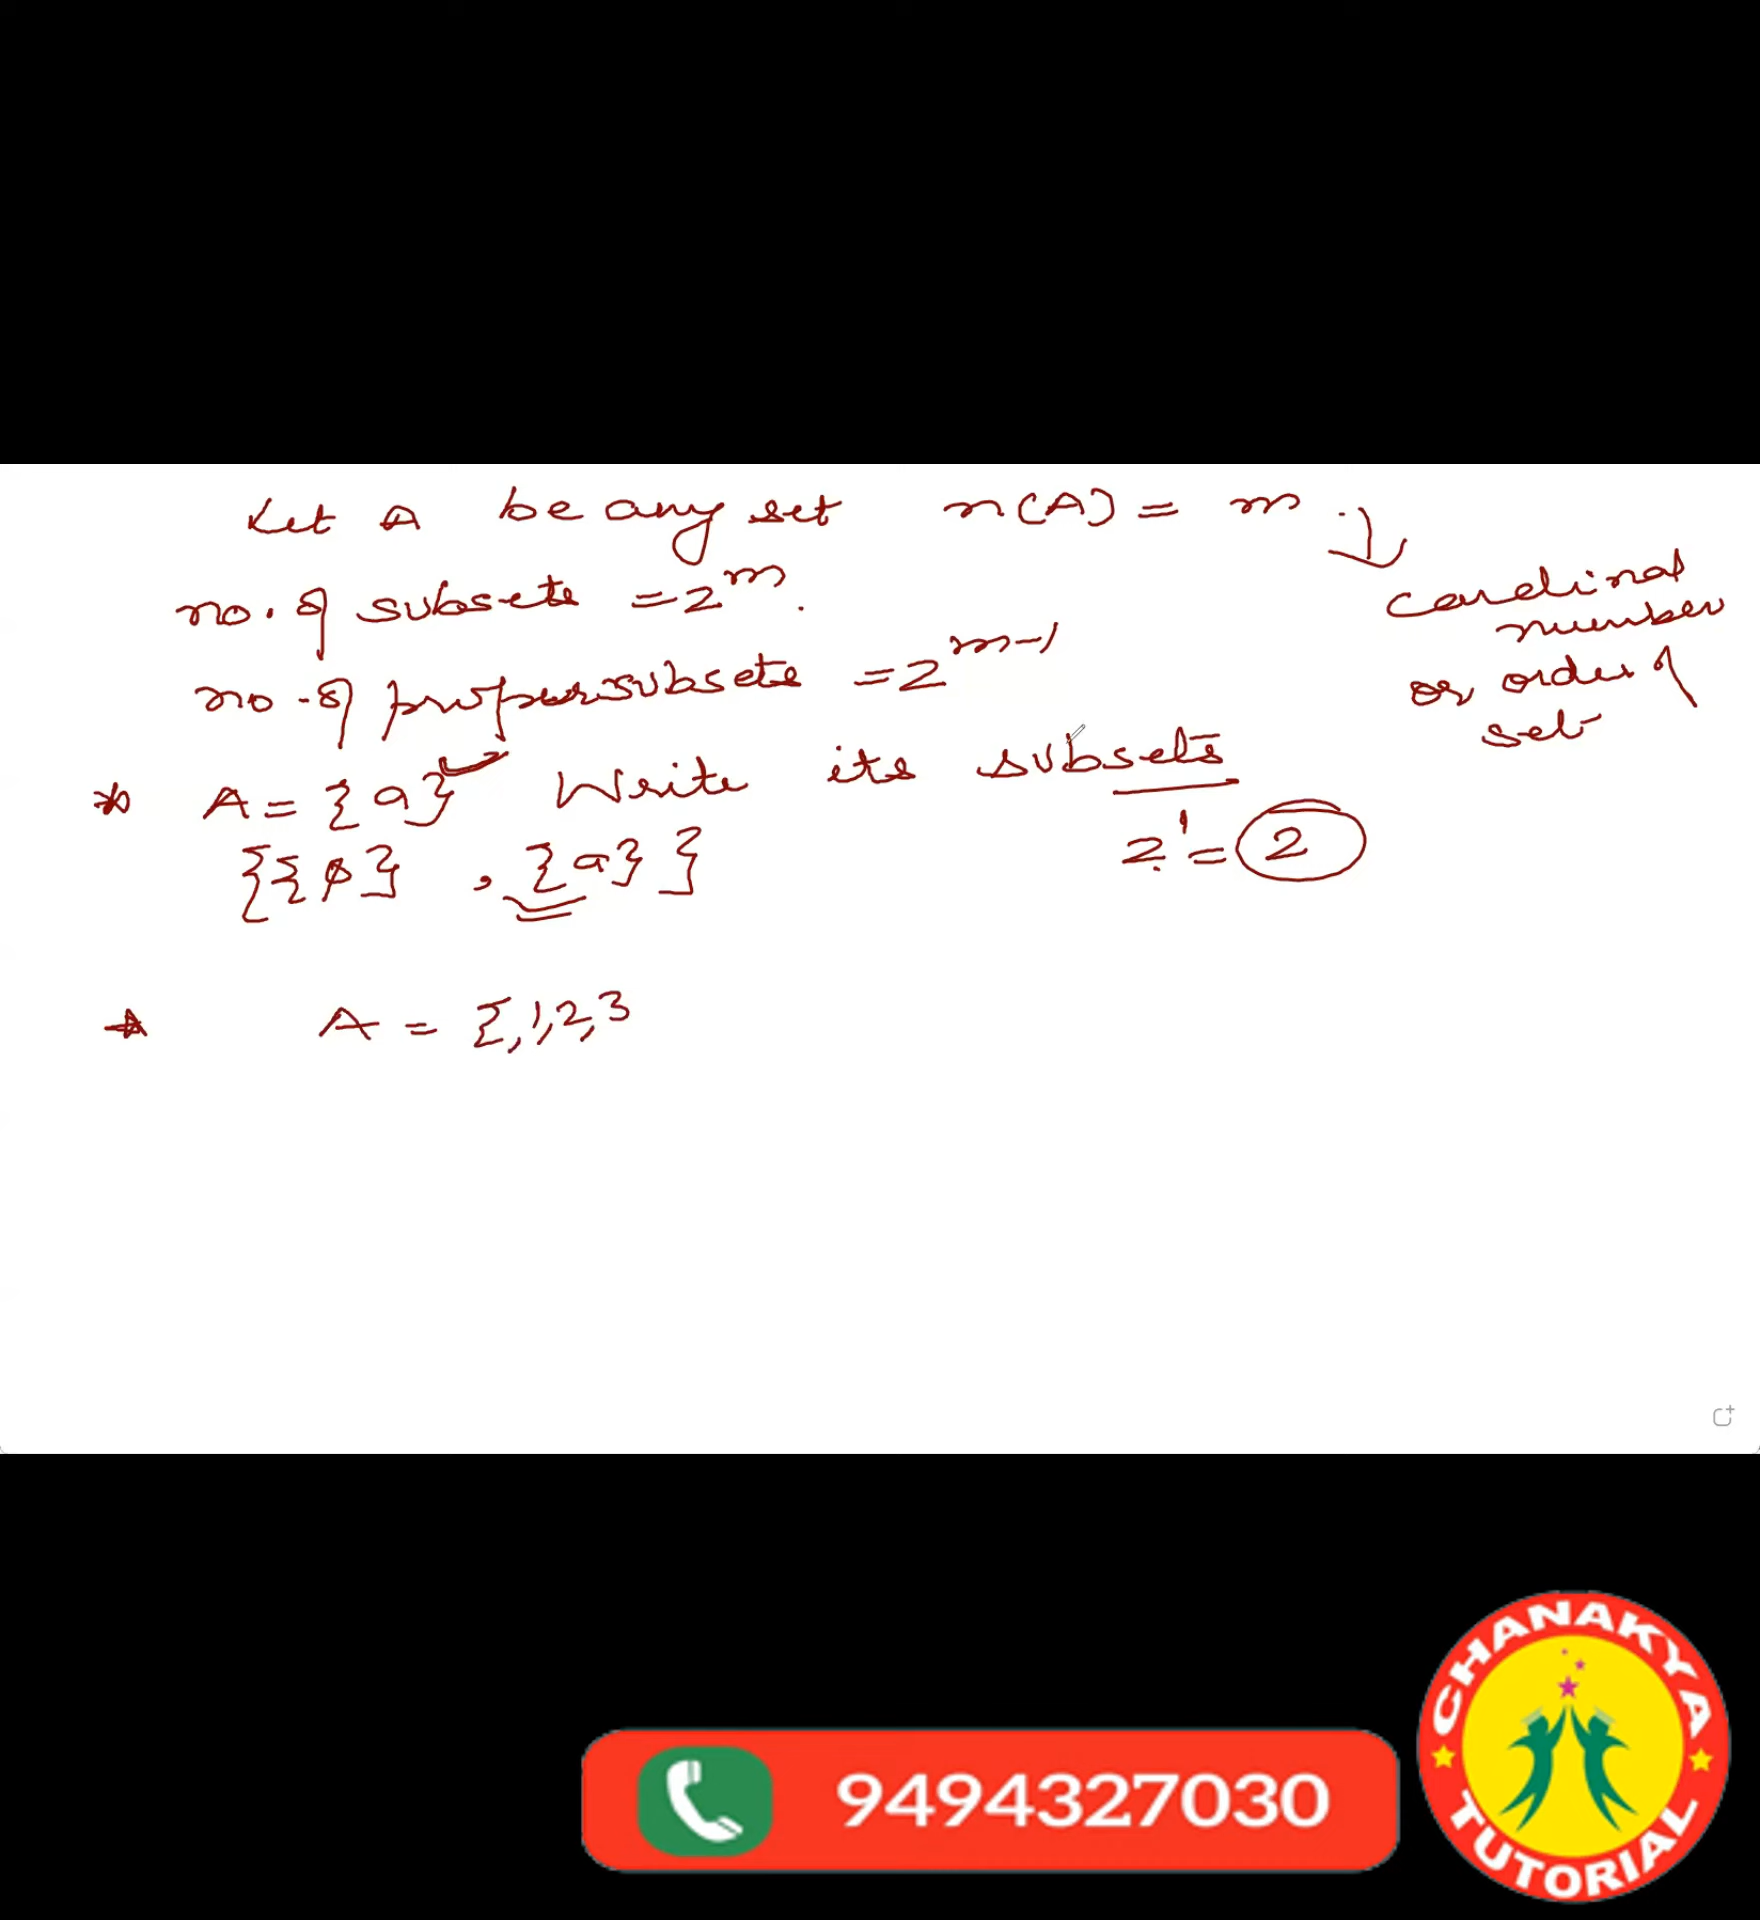 Let A be any set n(A) = m.
cardinal
number
or order of
set
no. of subsets = 2^m.
no. of proper subsets = 2^m-1
* A = {a} Write its subsets
{{ϕ}, {a}}
2^1 = 2
* A = {,1,2,3
9494327030
CHANAKYA
TUTORIAL